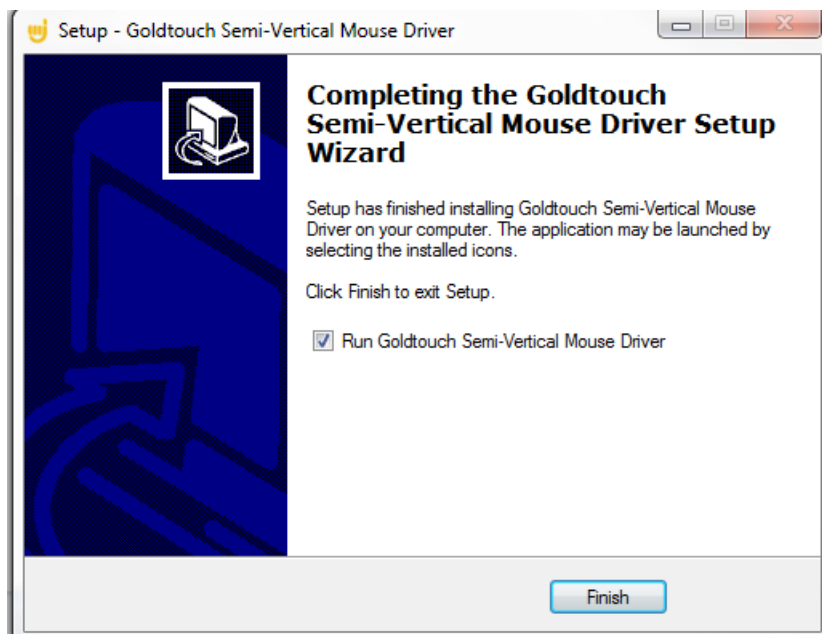 Setup - Goldtouch Semi-Vertical Mouse Driver
Completing the Goldtouch
Semi-Vertical Mouse Driver Setup
Wizard
Setup has finished installing Goldtouch Semi-Vertical Mouse
Driver on your computer. The application may be launched by
selecting the installed icons.
Click Finish to exit Setup.
Run Goldtouch Semi-Vertical Mouse Driver
Finish